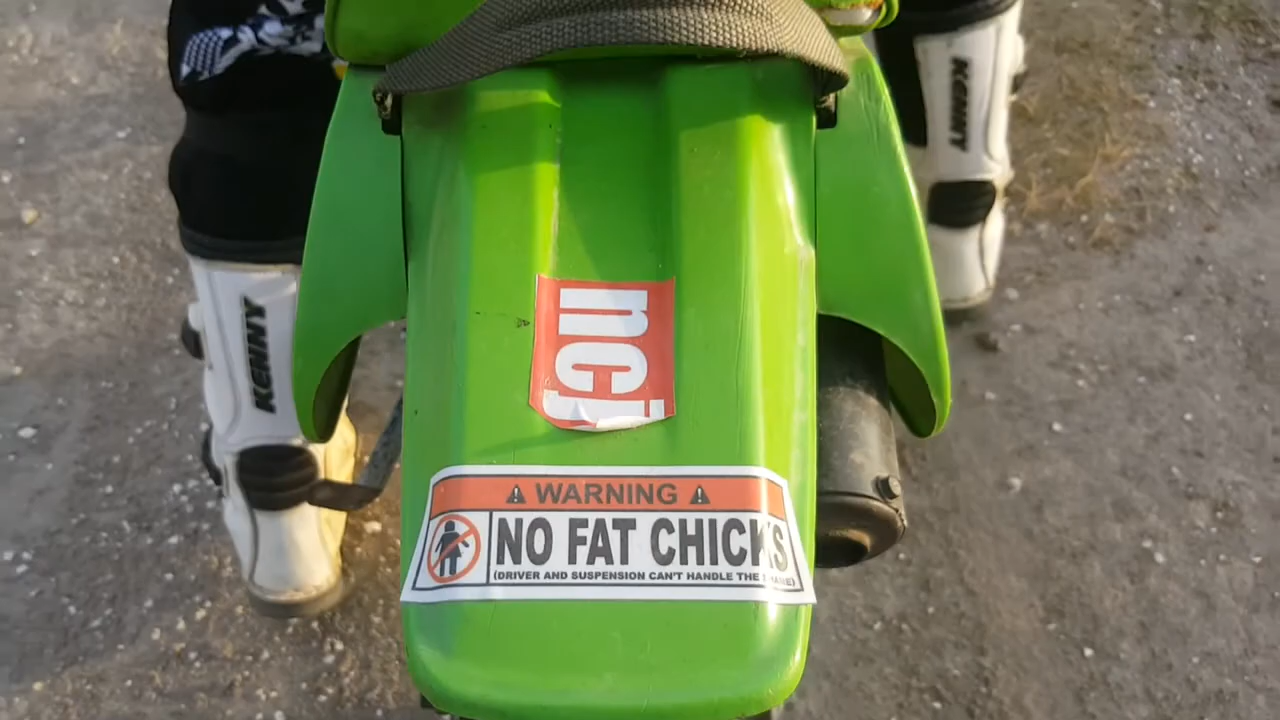 KENNY
KENNY
ncj
WARNING
NO FAT CHICKS
(DRIVER AND SUSPENSION CAN'T HANDLE THE